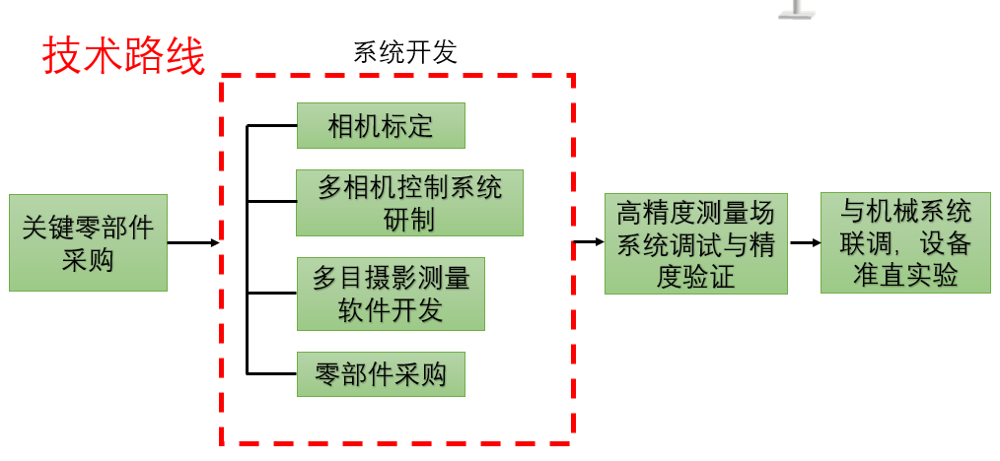 技术路线
系统开发
关键零部件
采购
相机标定
多相机控制系统
研制
多目摄影测量
软件开发
零部件采购
高精度测量场
系统调试与精
度验证
与机械系统
联调，设备
准直实验